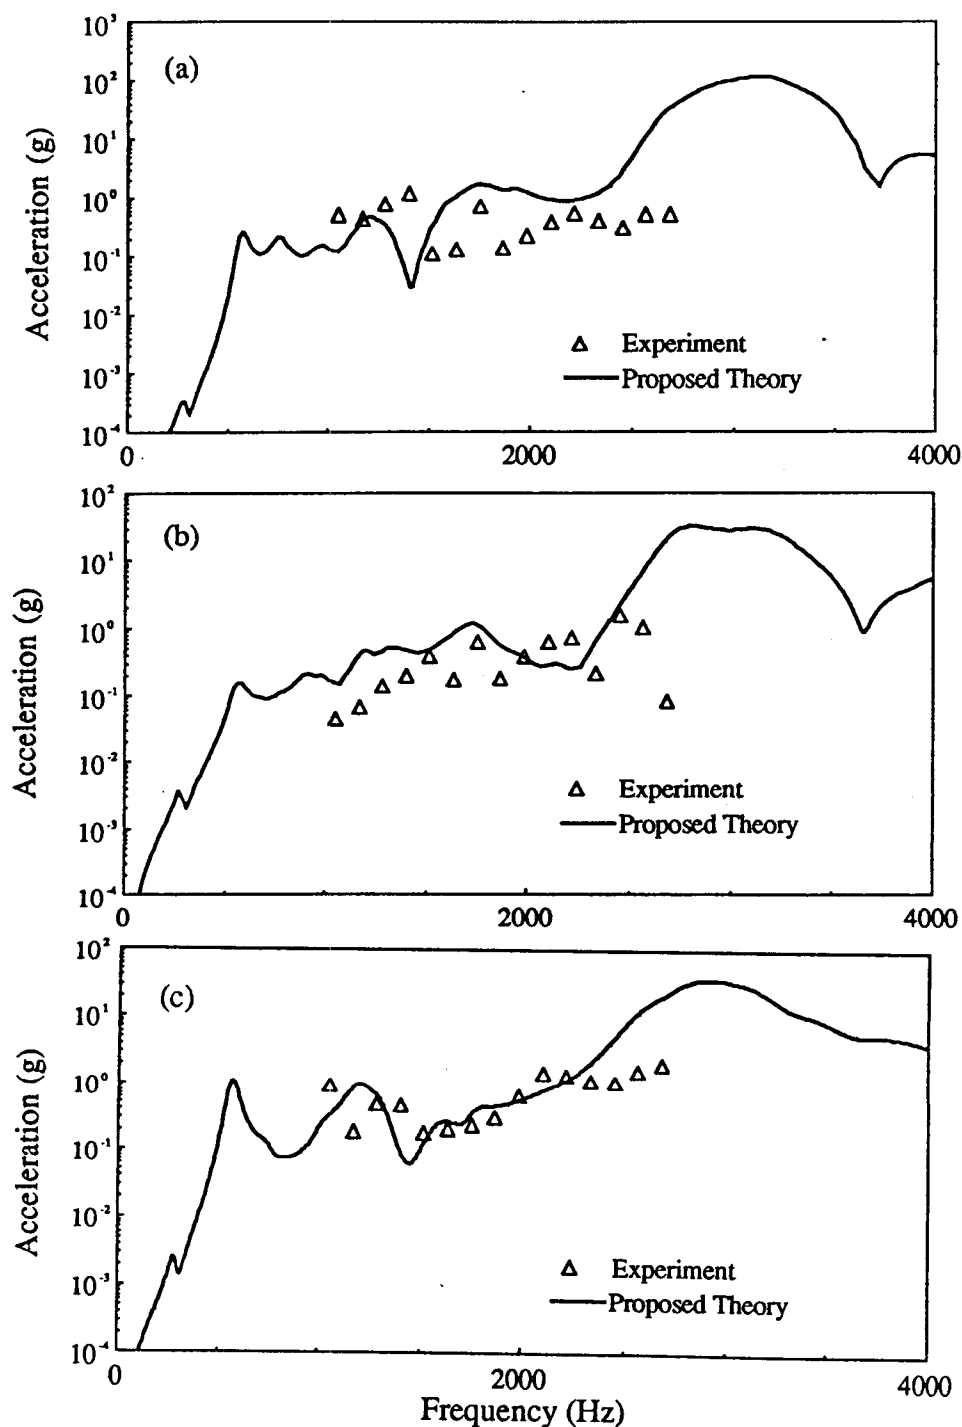 10³
(a)
10²
10¹
10⁰
10⁻¹
10⁻²
10⁻³
10⁻⁴
Acceleration (g)
Experiment
Proposed Theory
0
2000
4000
10²
(b)
10¹
10⁰
10⁻¹
10⁻²
10⁻³
10⁻⁴
Acceleration (g)
Experiment
Proposed Theory
0
2000
4000
10²
(c)
10¹
10⁰
10⁻¹
10⁻²
10⁻³
10⁻⁴
Acceleration (g)
Experiment
Proposed Theory
0
2000
4000
Frequency (Hz)